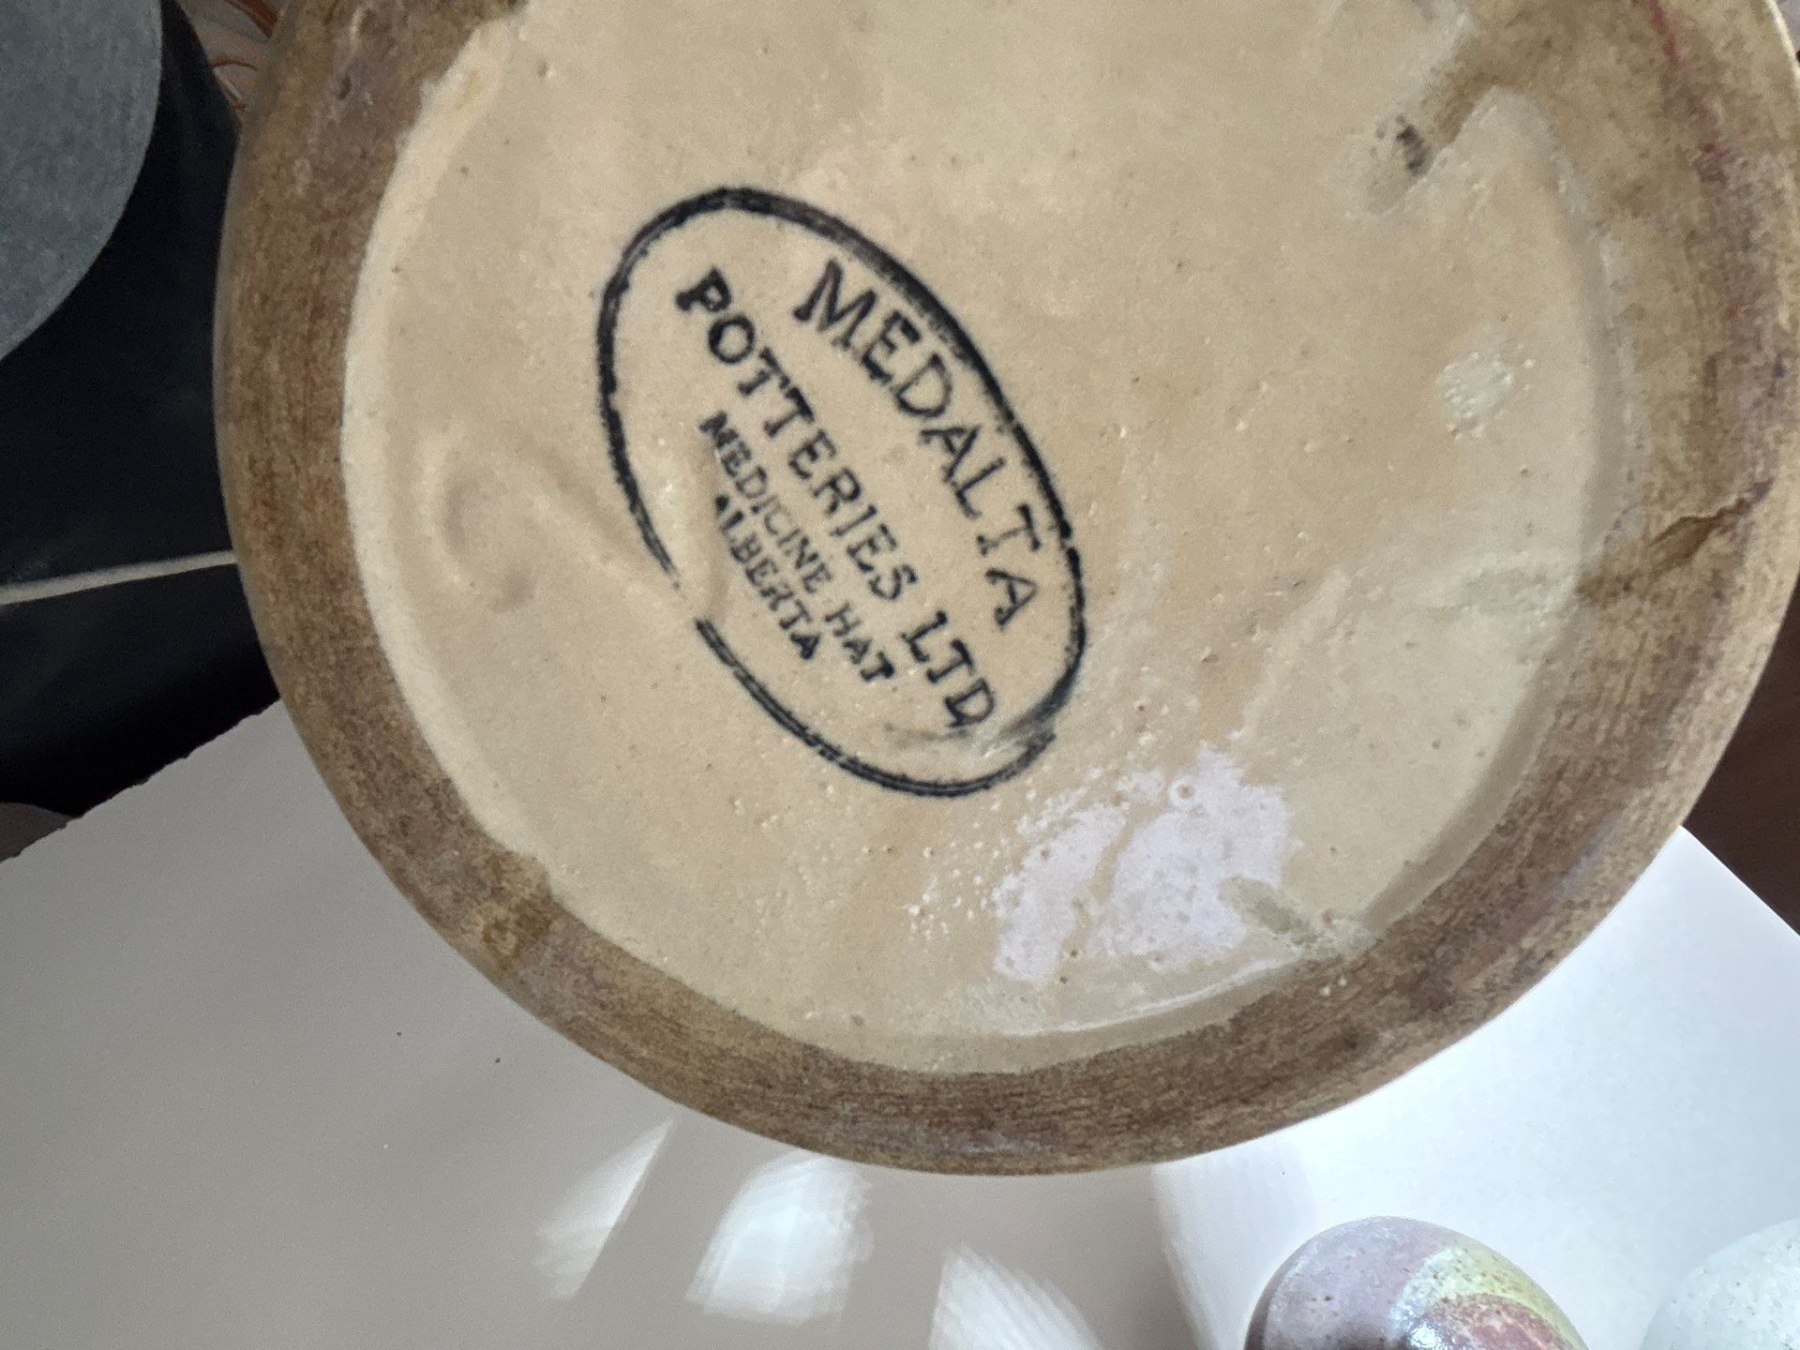 MEDALTA
POTTERIES LTD
MEDICINE HAT
ALBERTA